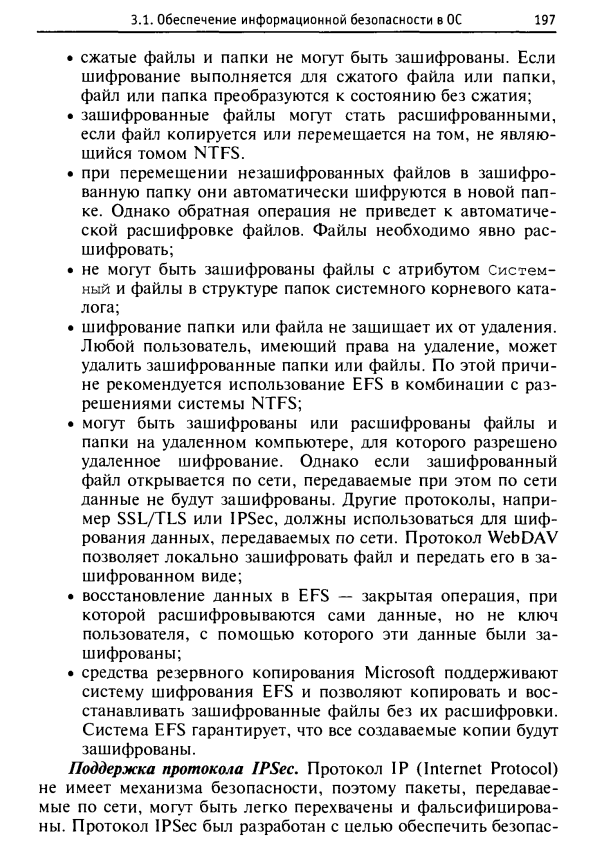 3.1. Обеспечение информационной безопасности в ОС 197
• сжатые файлы и папки не могут быть зашифрованы. Если
шифрование выполняется для сжатого файла или папки,
файл или папка преобразуются к состоянию без сжатия;
• зашифрованные файлы могут стать расшифрованными,
если файл копируется или перемещается на том, не являю-
щийся томом NTFS.
• при перемещении незашифрованных файлов в зашифро-
ванную папку они автоматически шифруются в новой пап-
ке. Однако обратная операция не приведет к автоматиче-
ской расшифровке файлов. Файлы необходимо явно рас-
шифровать;
• не могут быть зашифрованы файлы с атрибутом Систем-
ный и файлы в структуре папок системного корневого ката-
лога;
• шифрование папки или файла не защищает их от удаления.
Любой пользователь, имеющий права на удаление, может
удалить зашифрованные папки или файлы. По этой причи-
не рекомендуется использование EFS в комбинации с раз-
решениями системы NTFS;
• могут быть зашифрованы или расшифрованы файлы и
папки на удаленном компьютере, для которого разрешено
удаленное шифрование. Однако если зашифрованный
файл открывается по сети, передаваемые при этом по сети
данные не будут зашифрованы. Другие протоколы, напри-
мер SSL/TLS или IPSec, должны использоваться для шиф-
рования данных, передаваемых по сети. Протокол WebDAV
позволяет локально зашифровать файл и передать его в за-
шифрованном виде;
• восстановление данных в EFS — закрытая операция, при
которой расшифровываются сами данные, но не ключ
пользователя, с помощью которого эти данные были за-
шифрованы;
• средства резервного копирования Microsoft поддерживают
систему шифрования EFS и позволяют копировать и вос-
станавливать зашифрованные файлы без их расшифровки.
Система EFS гарантирует, что все создаваемые копии будут
зашифрованы.
Поддержка протокола IPSec. Протокол IP (Internet Protocol)
не имеет механизма безопасности, поэтому пакеты, передавае-
мые по сети, могут быть легко перехвачены и фальсифицирова-
ны. Протокол IPSec был разработан с целью обеспечить безопас-